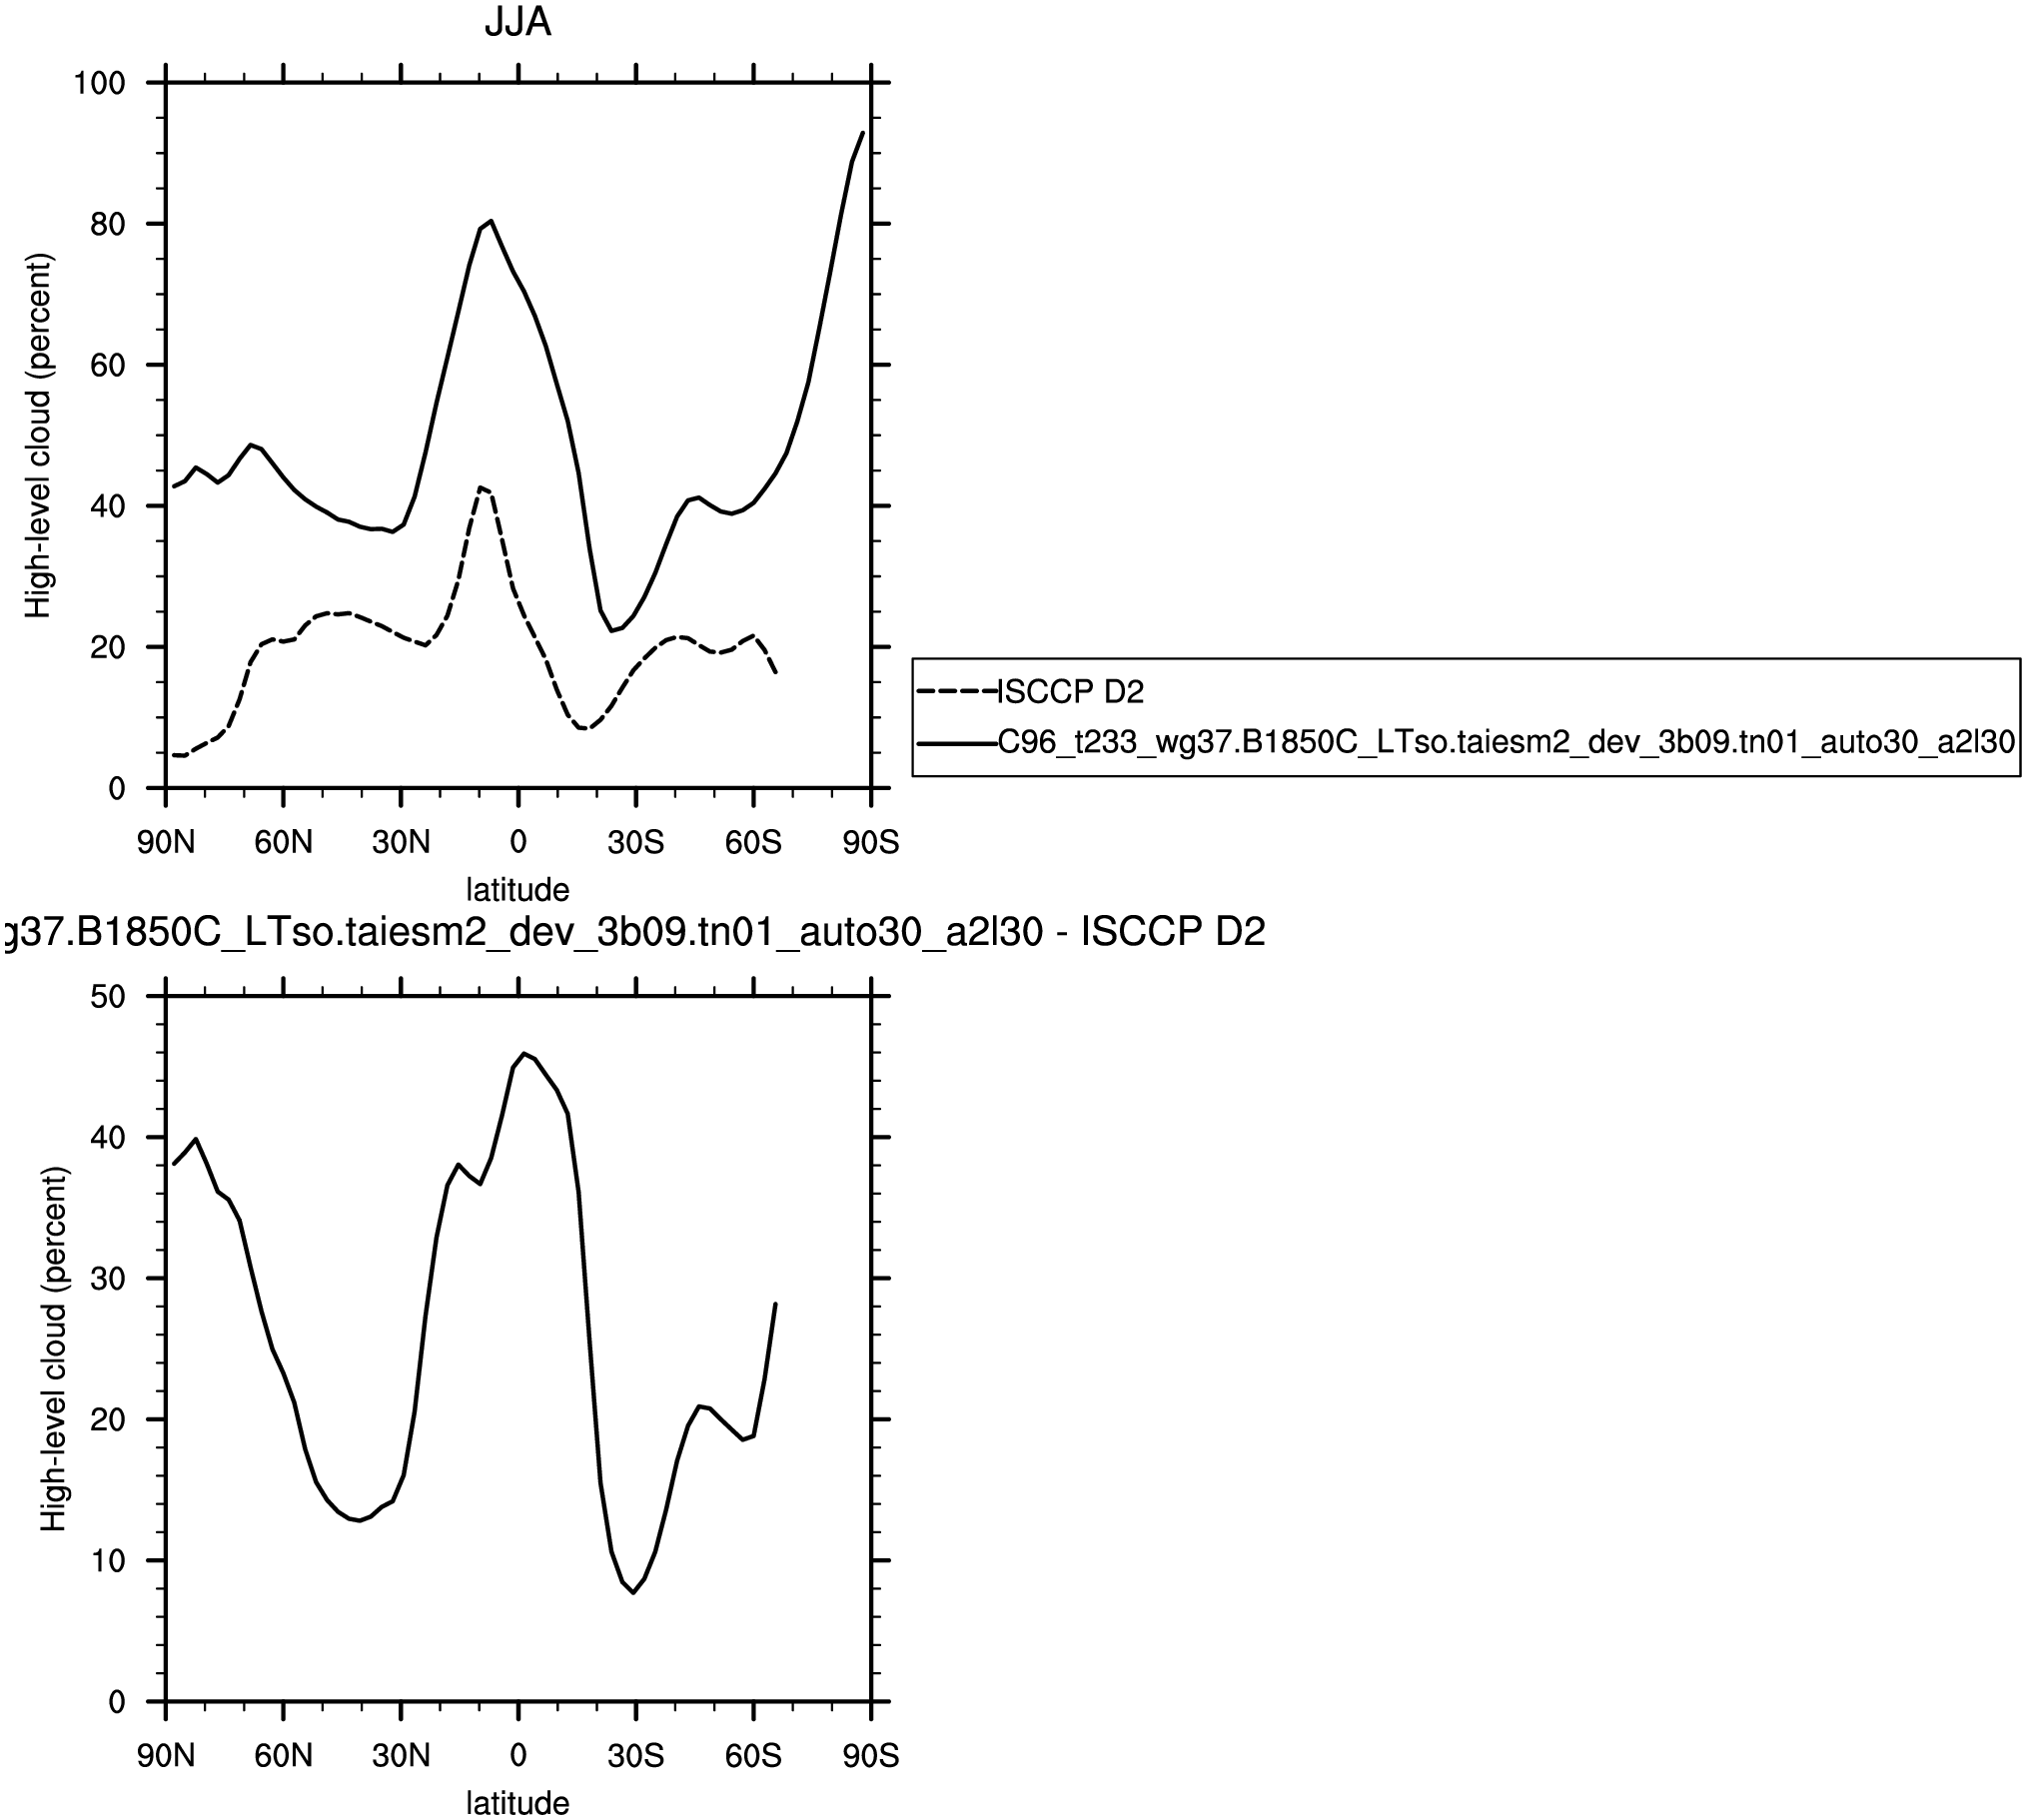 JJA
100
80
60
40
20
0
High-level cloud (percent)
90N 60N 30N 0 30S 60S 90S
latitude
ISCCP D2
C96_t233_wg37.B1850C_LTso.taiesm2_dev_3b09.tn01_auto30_a2l30
g37.B1850C_LTso.taiesm2_dev_3b09.tn01_auto30_a2l30 - ISCCP D2
50
40
30
20
10
0
High-level cloud (percent)
90N 60N 30N 0 30S 60S 90S
latitude